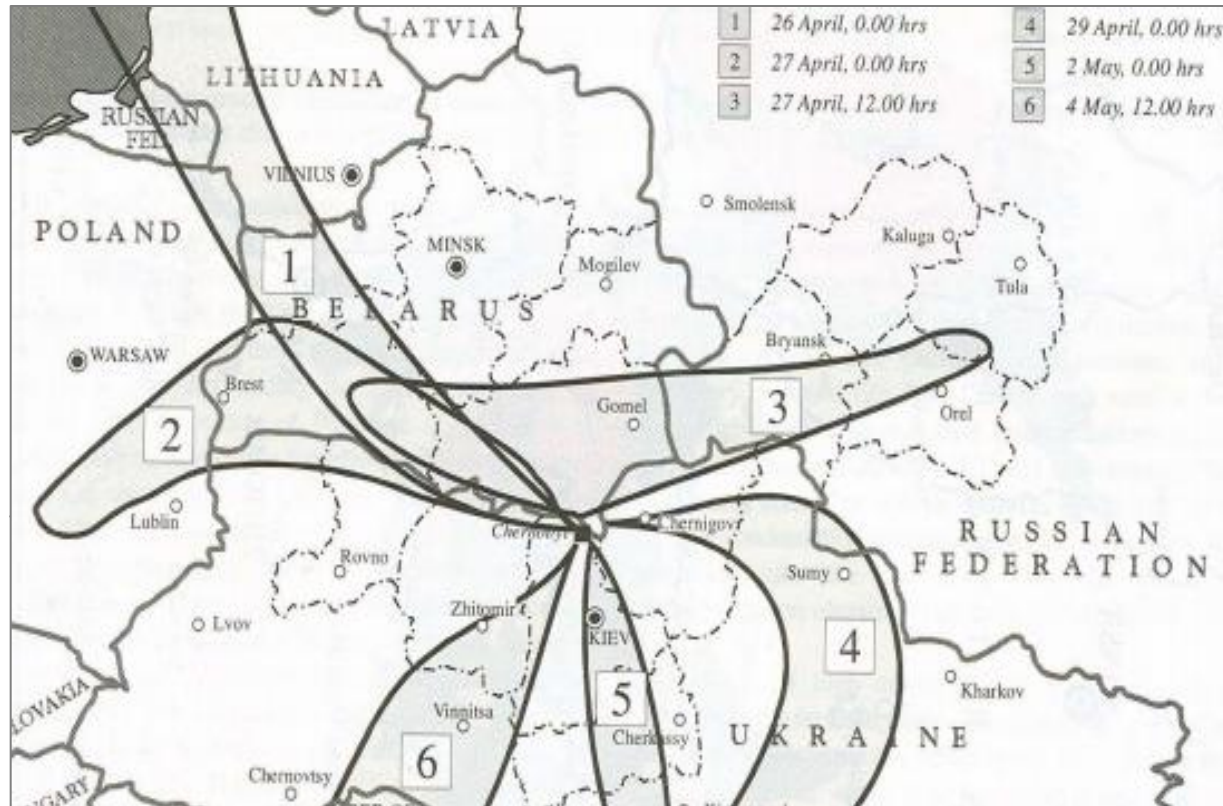 LATVIA
1 26 April, 0.00 hrs
2 27 April, 0.00 hrs
3 27 April, 12.00 hrs
4 29 April, 0.00 hrs
5 2 May, 0.00 hrs
6 4 May, 12.00 hrs
LITHUANIA
RUSSIAN
FED.
VILNIUS
POLAND
Smolensk
Kaluga
MINSK
Mogilev
Tula
1
BELARUS
WARSAW
Bryansk
Brest
Gomel
3
Orel
2
Lublin
Chernobyl
Chernigov
RUSSIAN
FEDERATION
Rovno
Sumy
Zhitomir
Lvov
KIEV
4
Kharkov
SLOVAKIA
5
Vinnitsa
Cherkassy
UKRAINE
6
Chernovtsy